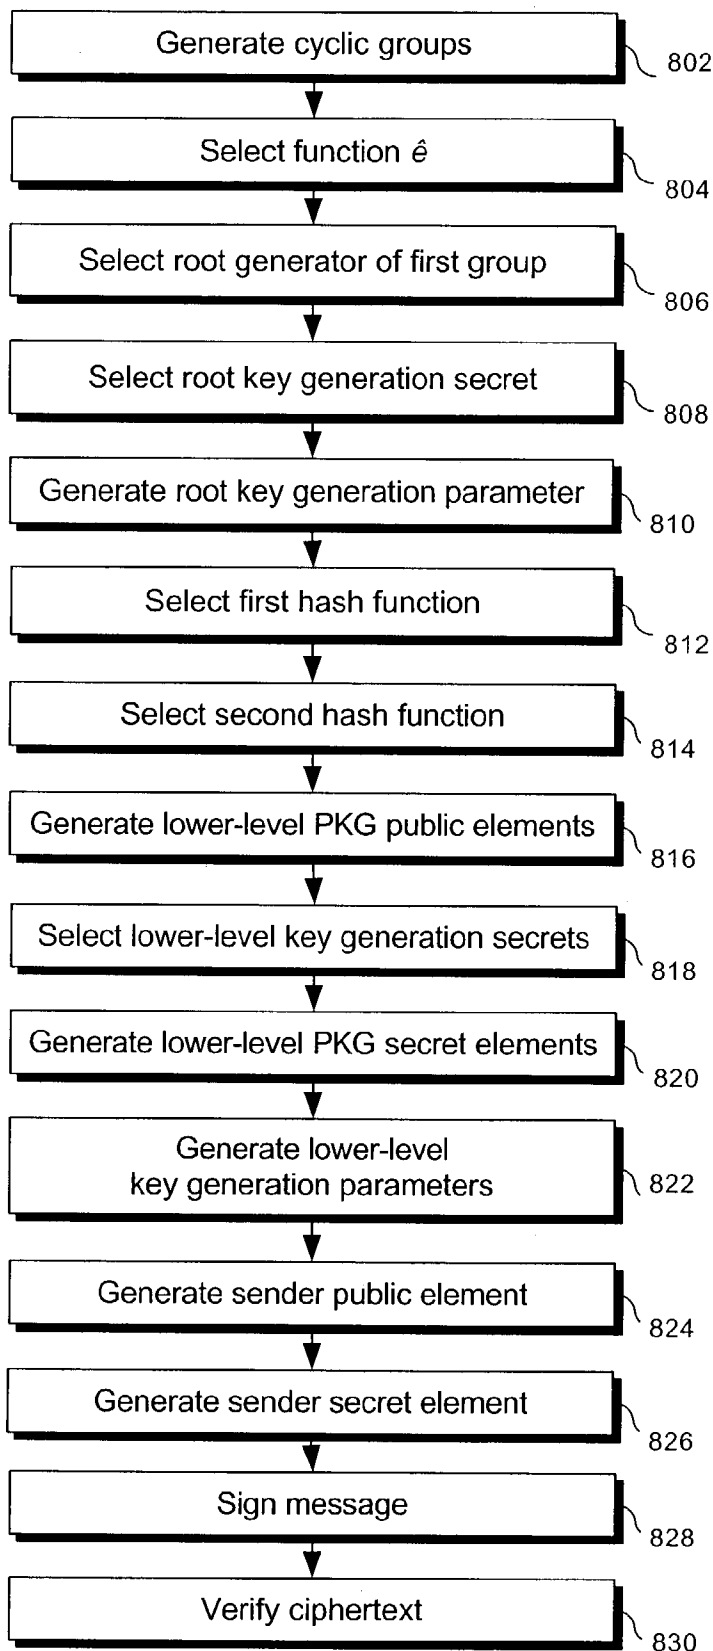 Generate cyclic groups
802
Select function ê
804
Select root generator of first group
806
Select root key generation secret
808
Generate root key generation parameter
810
Select first hash function
812
Select second hash function
814
Generate lower-level PKG public elements
816
Select lower-level key generation secrets
818
Generate lower-level PKG secret elements
820
Generate lower-level
key generation parameters
822
Generate sender public element
824
Generate sender secret element
826
Sign message
828
Verify ciphertext
830